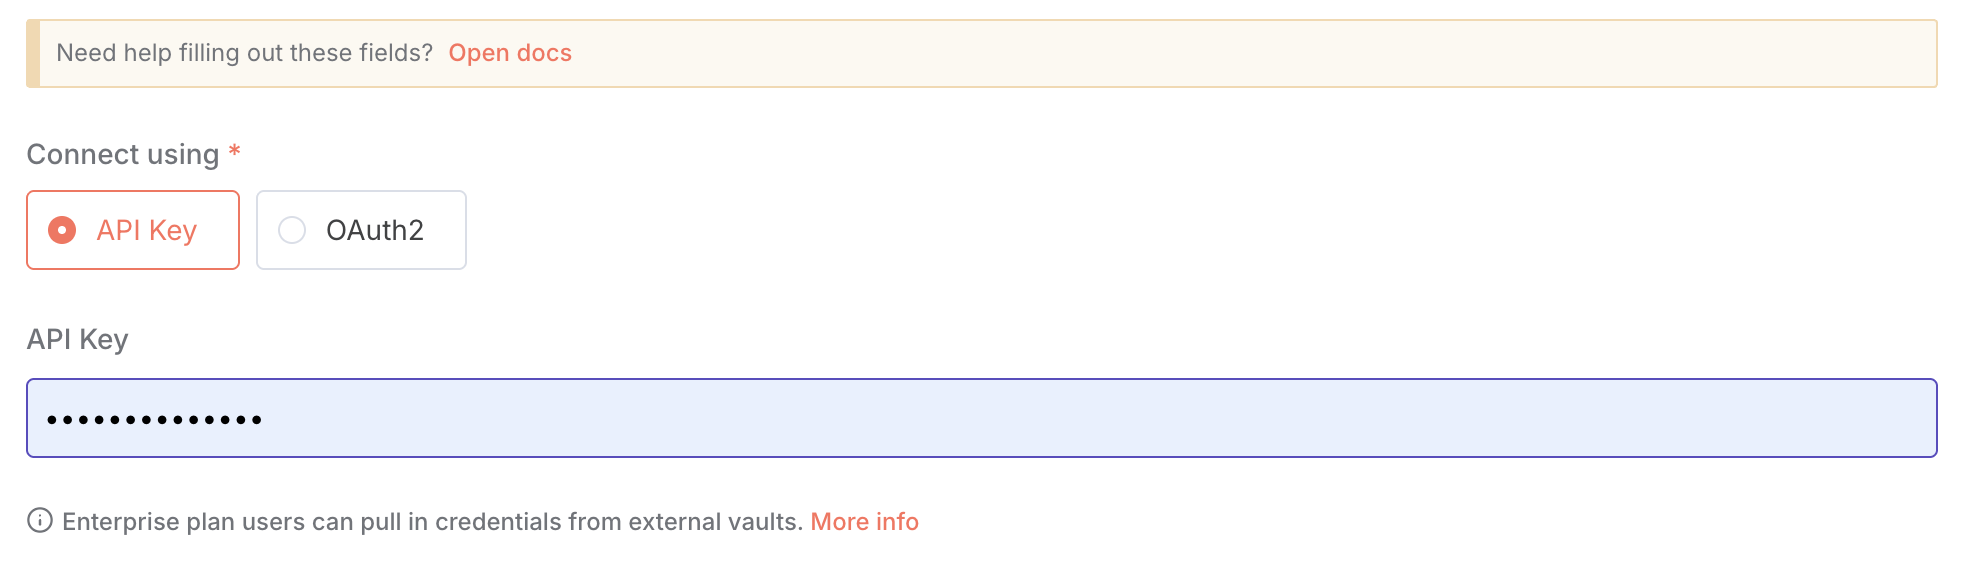 Need help filling out these fields? Open docs
Connect using *
API Key
OAuth2
API Key
••••••••••••••
Enterprise plan users can pull in credentials from external vaults. More info